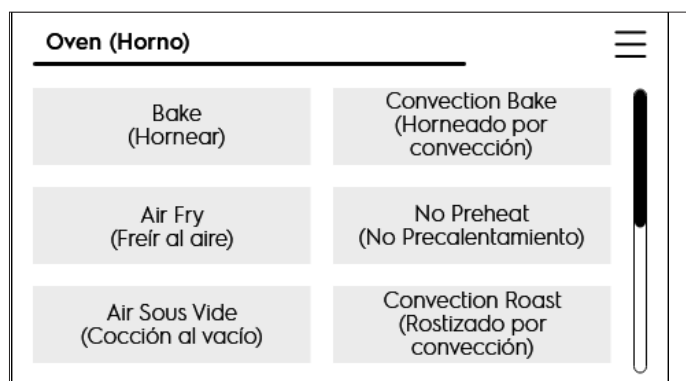 Oven (Horno)
Bake
(Hornear)
Convection Bake
(Horneado por
convección)
Air Fry
(Freír al aire)
No Preheat
(No Precalentamiento)
Air Sous Vide
(Cocción al vacío)
Convection Roast
(Rostizado por
convección)